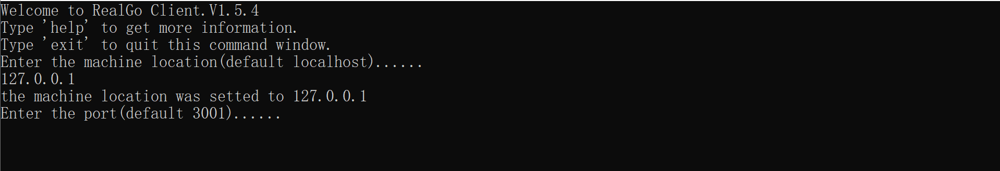 Welcome to RealGo Client.V1.5.4
Type 'help' to get more information.
Type 'exit' to quit this command window.
Enter the machine location(default localhost)......
127.0.0.1
the machine location was setted to 127.0.0.1
Enter the port(default 3001)......